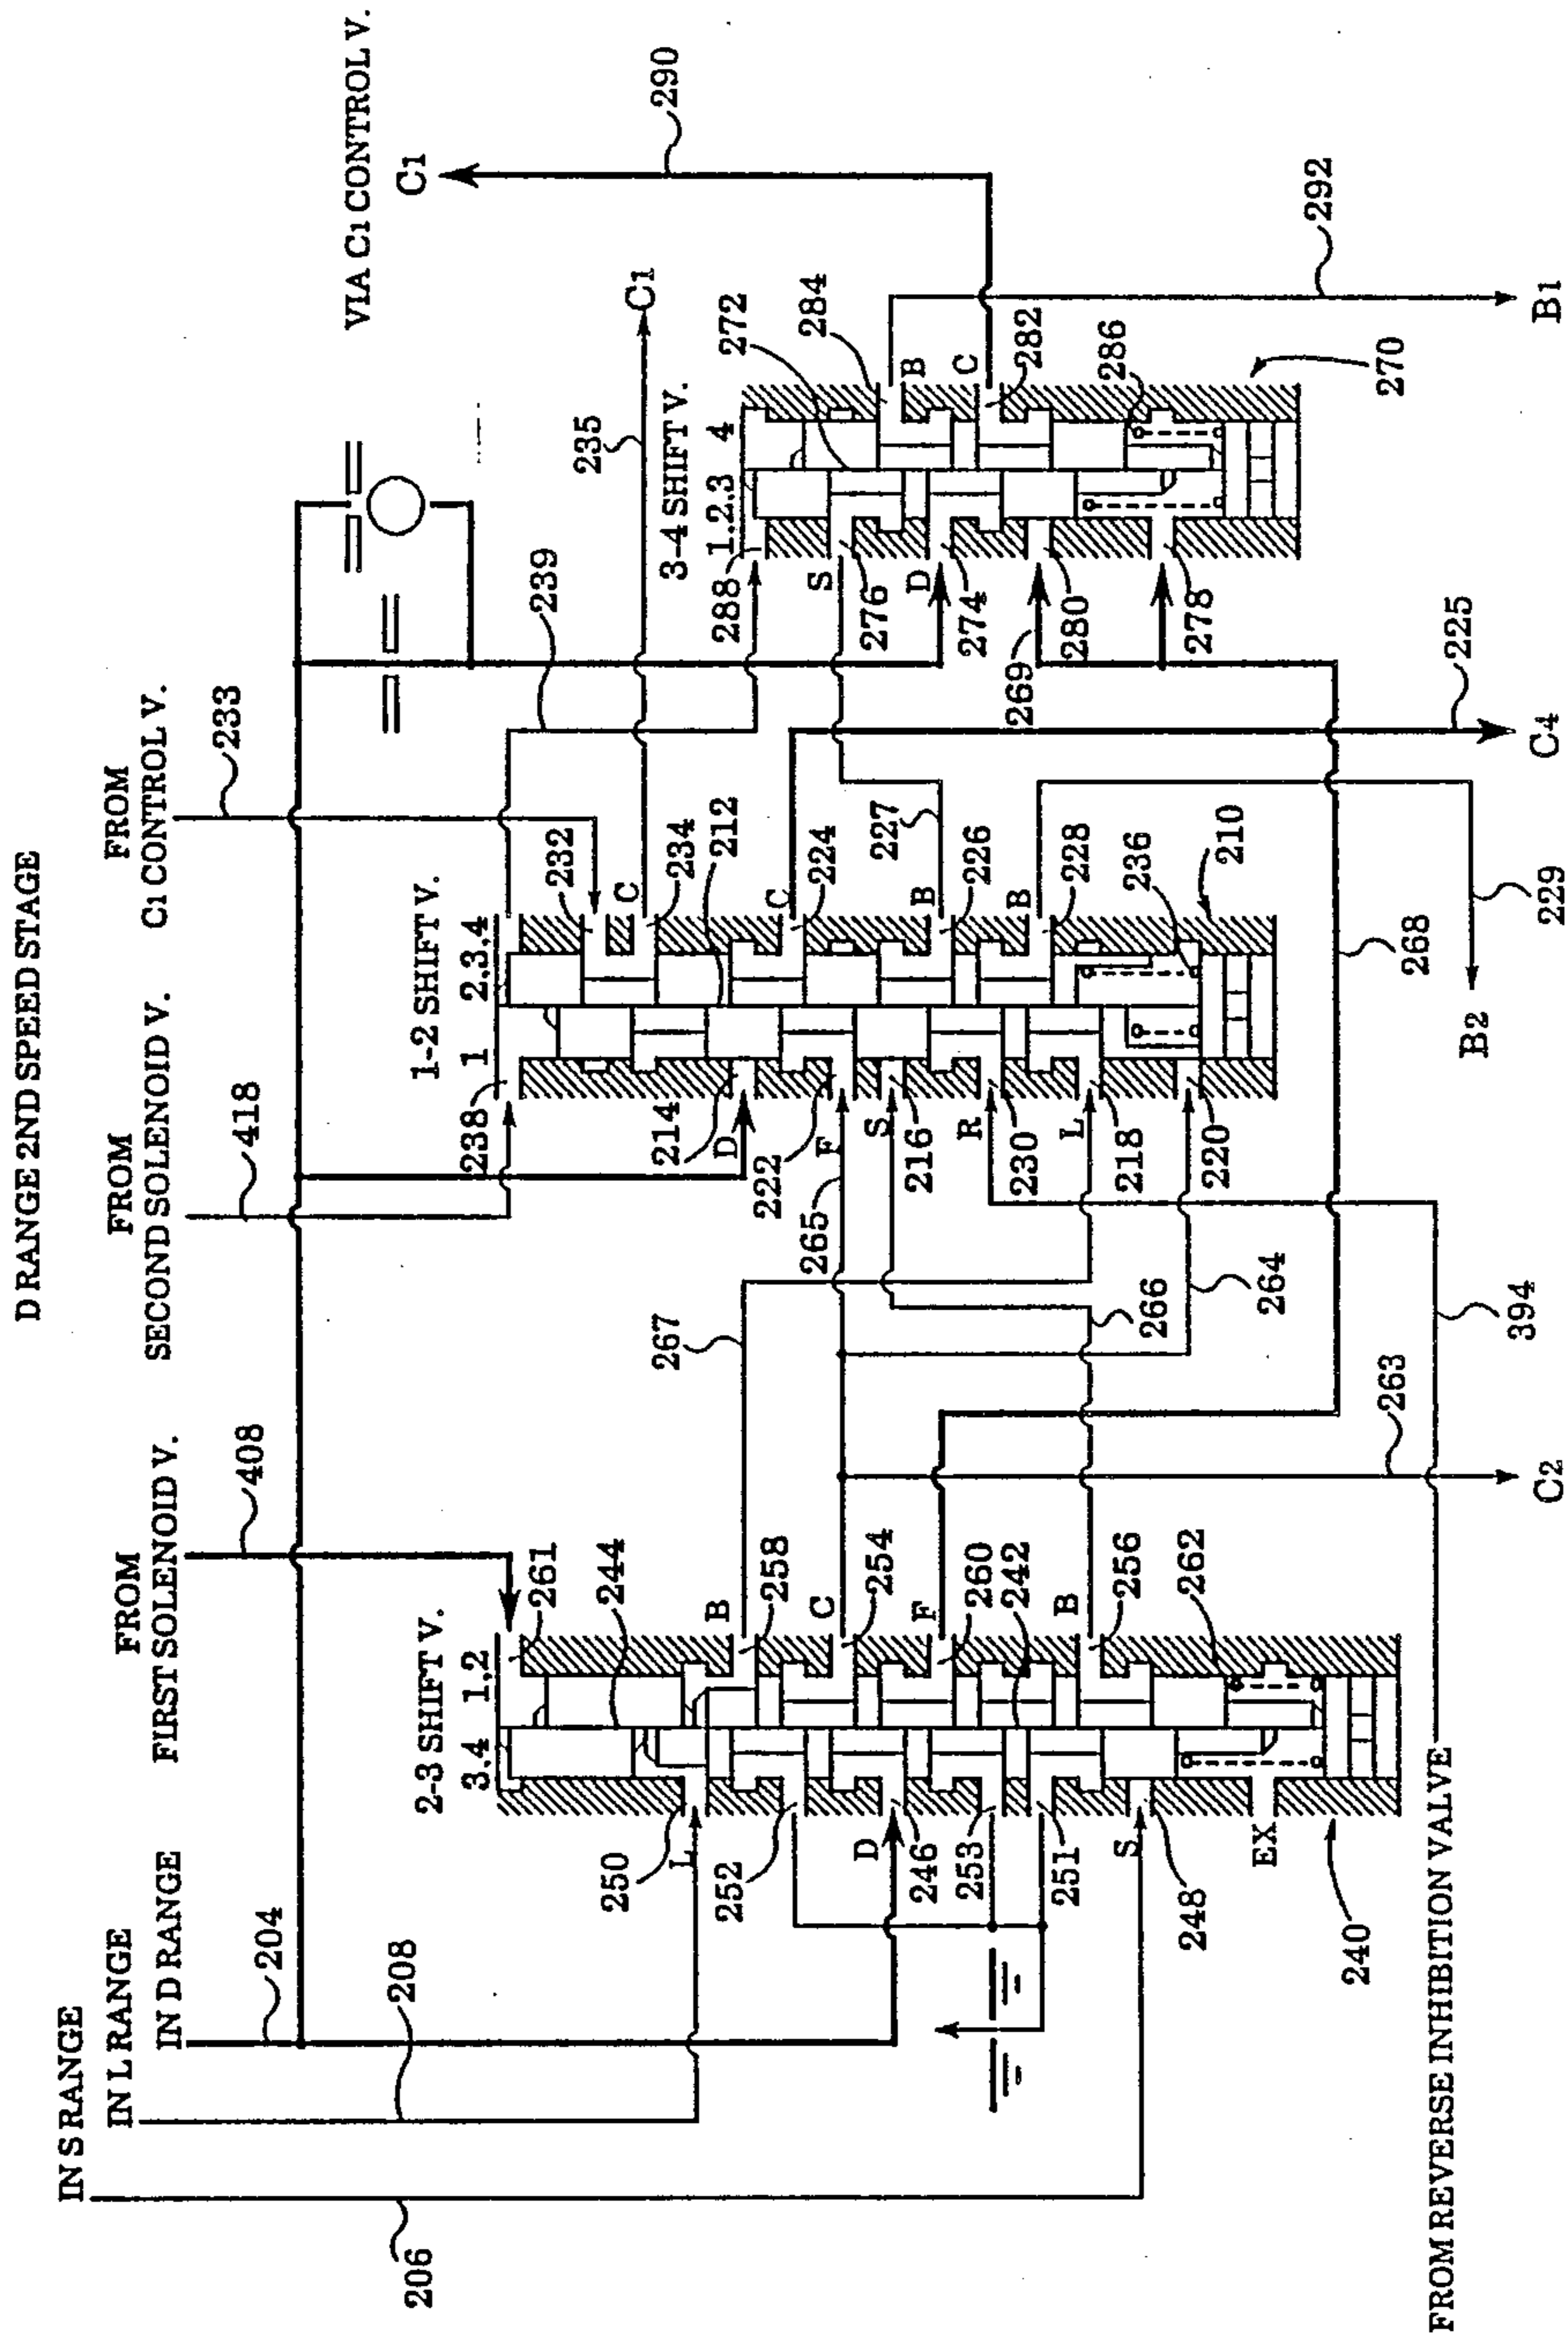 D RANGE 2ND SPEED STAGE
IN S RANGE
IN L RANGE
IN D RANGE
204
208
206
FROM
FIRST SOLENOID V.
408
FROM
SECOND SOLENOID V.
418
FROM
C1 CONTROL V.
233
VIA C1 CONTROL V.
C1
290
2-3 SHIFT V.
3,4 1,2
261
244
250
L
B
258
252
C
254
D
246
F
260
253
242
251
B
256
S
248
262
EX
240
267
265
266
264
263
C2
268
394
FROM REVERSE INHIBITION VALVE
1-2 SHIFT V.
1 2,3,4
238
232
C
234
214
D
212
222
F
C
224
S
216
227
B
226
R
230
B
228
L
218
236
220
210
239
235
C1
225
C4
229
B2
3-4 SHIFT V.
1.2.3 4
288
272
S
276
284
B
D
274
C
282
269
280
286
278
270
292
B1